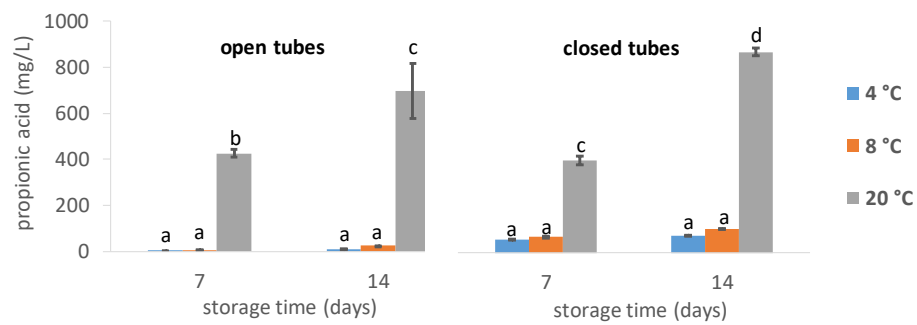 propionic acid (mg/L)
1000
800
600
400
200
0
open tubes
closed tubes
a a b
a a c
a a c
a a d
7 14
7 14
storage time (days)
storage time (days)
4 °C
8 °C
20 °C